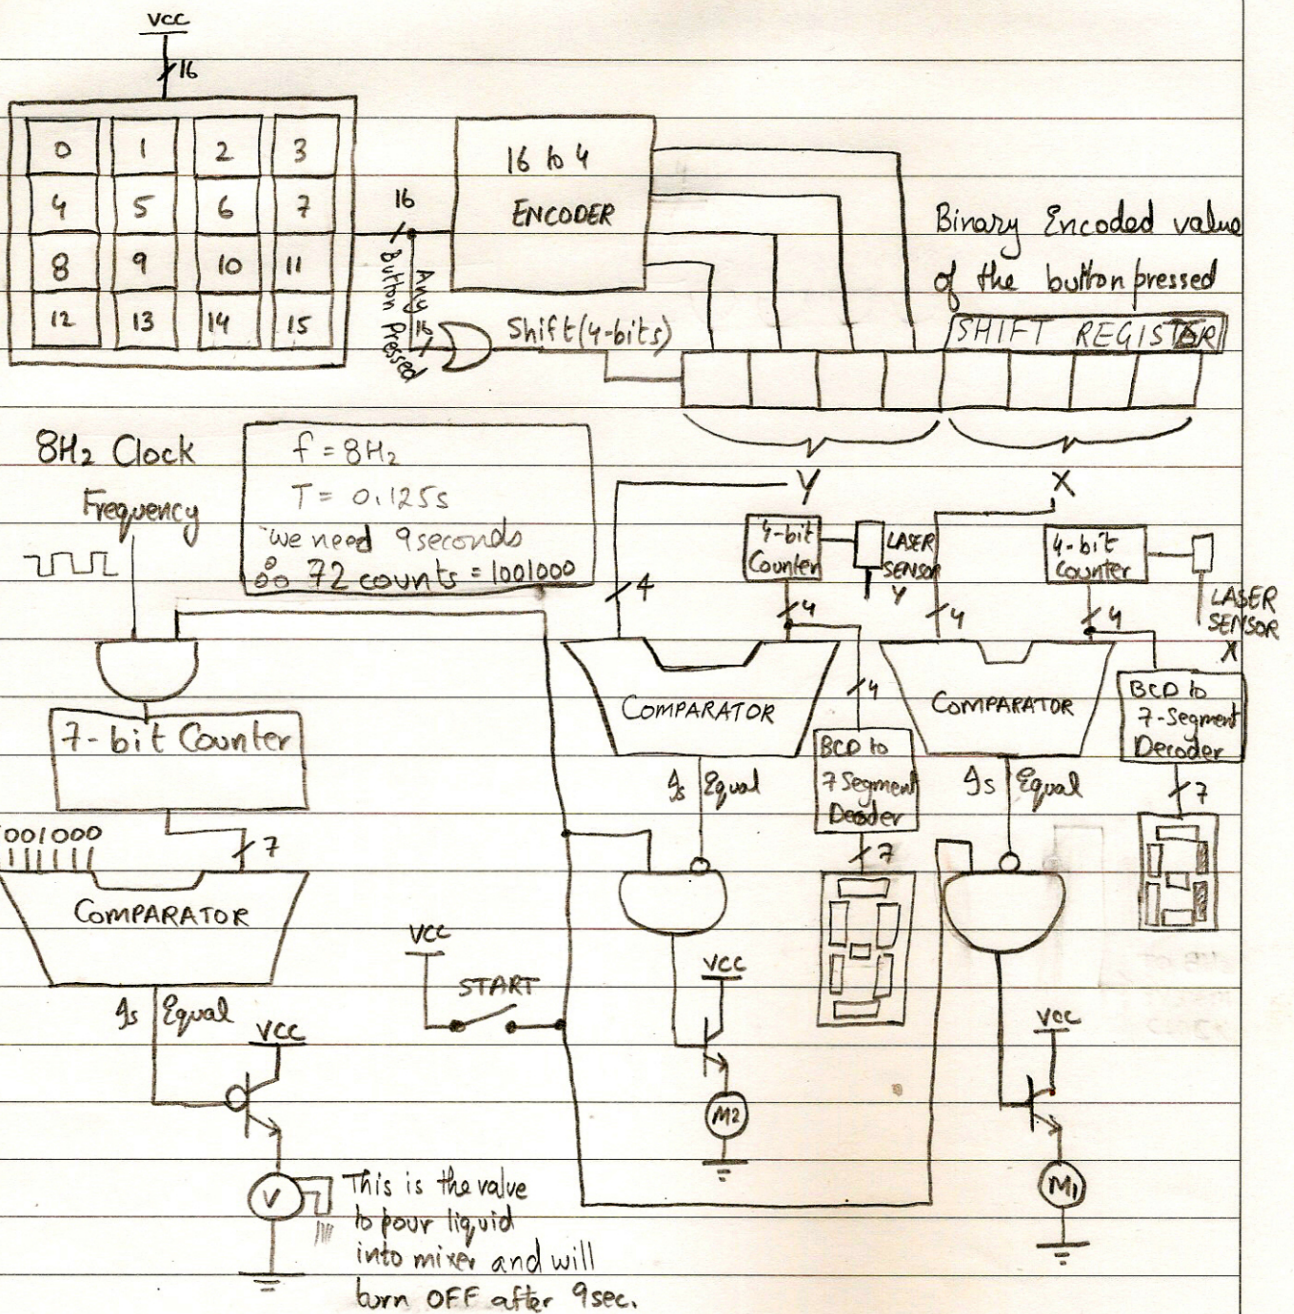 VCC
16
0 1 2 3
4 5 6 7
8 9 10 11
12 13 14 15
16
Any
Button Pressed
16
16 to 4
ENCODER
Shift (4-bits)
Binary Encoded value
of the button pressed
SHIFT REGISTER
Y
X
8Hz Clock
Frequency
f = 8Hz
T = 0.125s
we need 9 seconds
∴ 72 counts = 1001000
4
4-bit
Counter
LASER
SENSOR
Y
4
4
4-bit
Counter
LASER
SENSOR
X
4
COMPARATOR
4
COMPARATOR
BCD to
7 Segment
Decoder
7
BCD to
7-Segment
Decoder
7
Is Equal
Is Equal
7-bit Counter
001000
7
COMPARATOR
Is Equal
VCC
V
VCC
START
VCC
M2
VCC
M1
This is the value
to pour liquid
into mixer and will
turn OFF after 9sec.